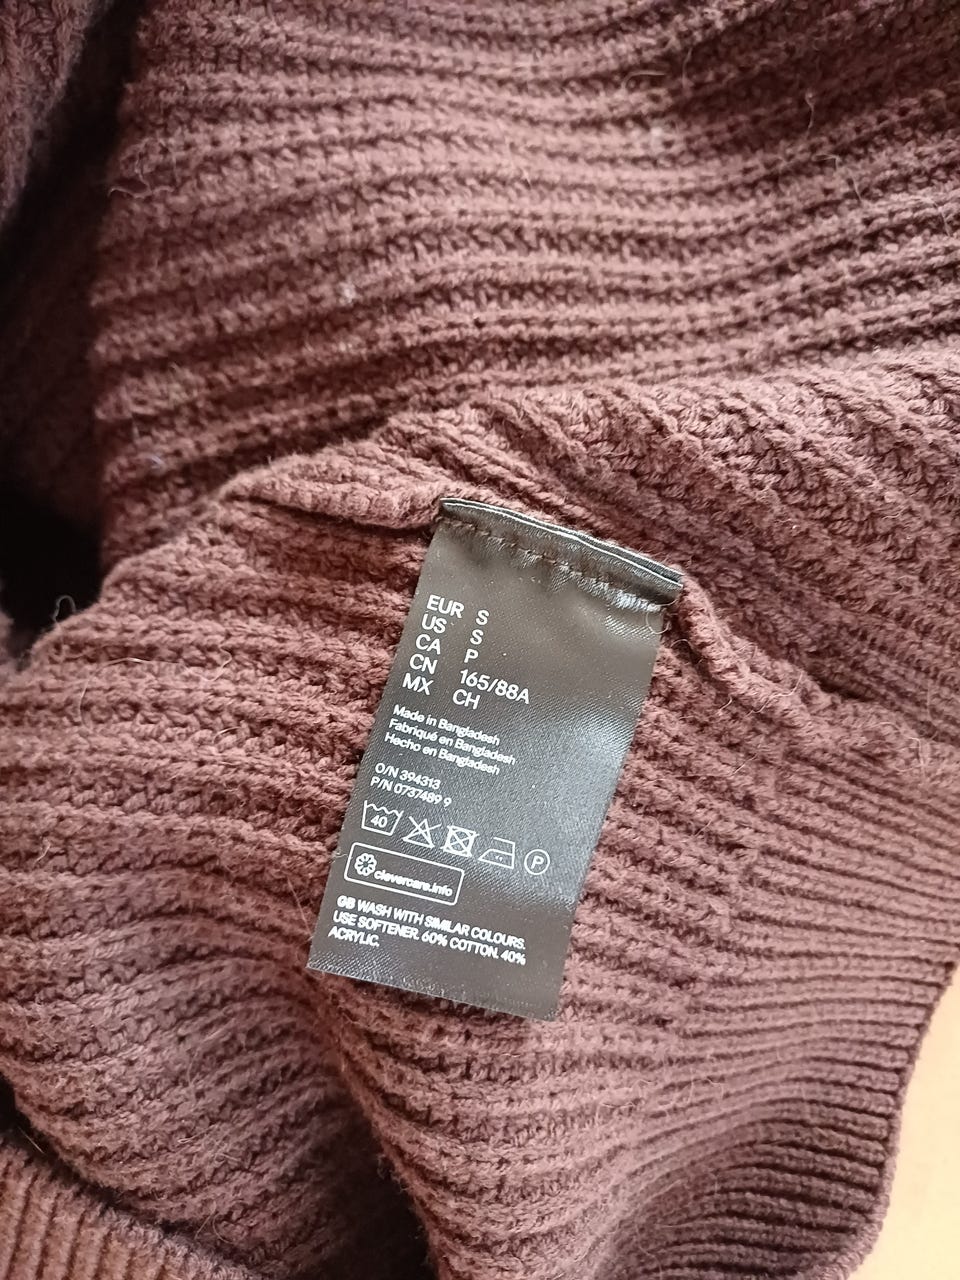 EUR S
US S
CA P
CN 165/88A
MX CH
Made in Bangladesh
Fabriqué en Bangladesh
Hecho en Bangladesh
O/N 394313
P/N 0737489 9
40 P
clevercare.info
GB WASH WITH SIMILAR COLOURS.
USE SOFTENER. 60% COTTON. 40%
ACRYLIC.